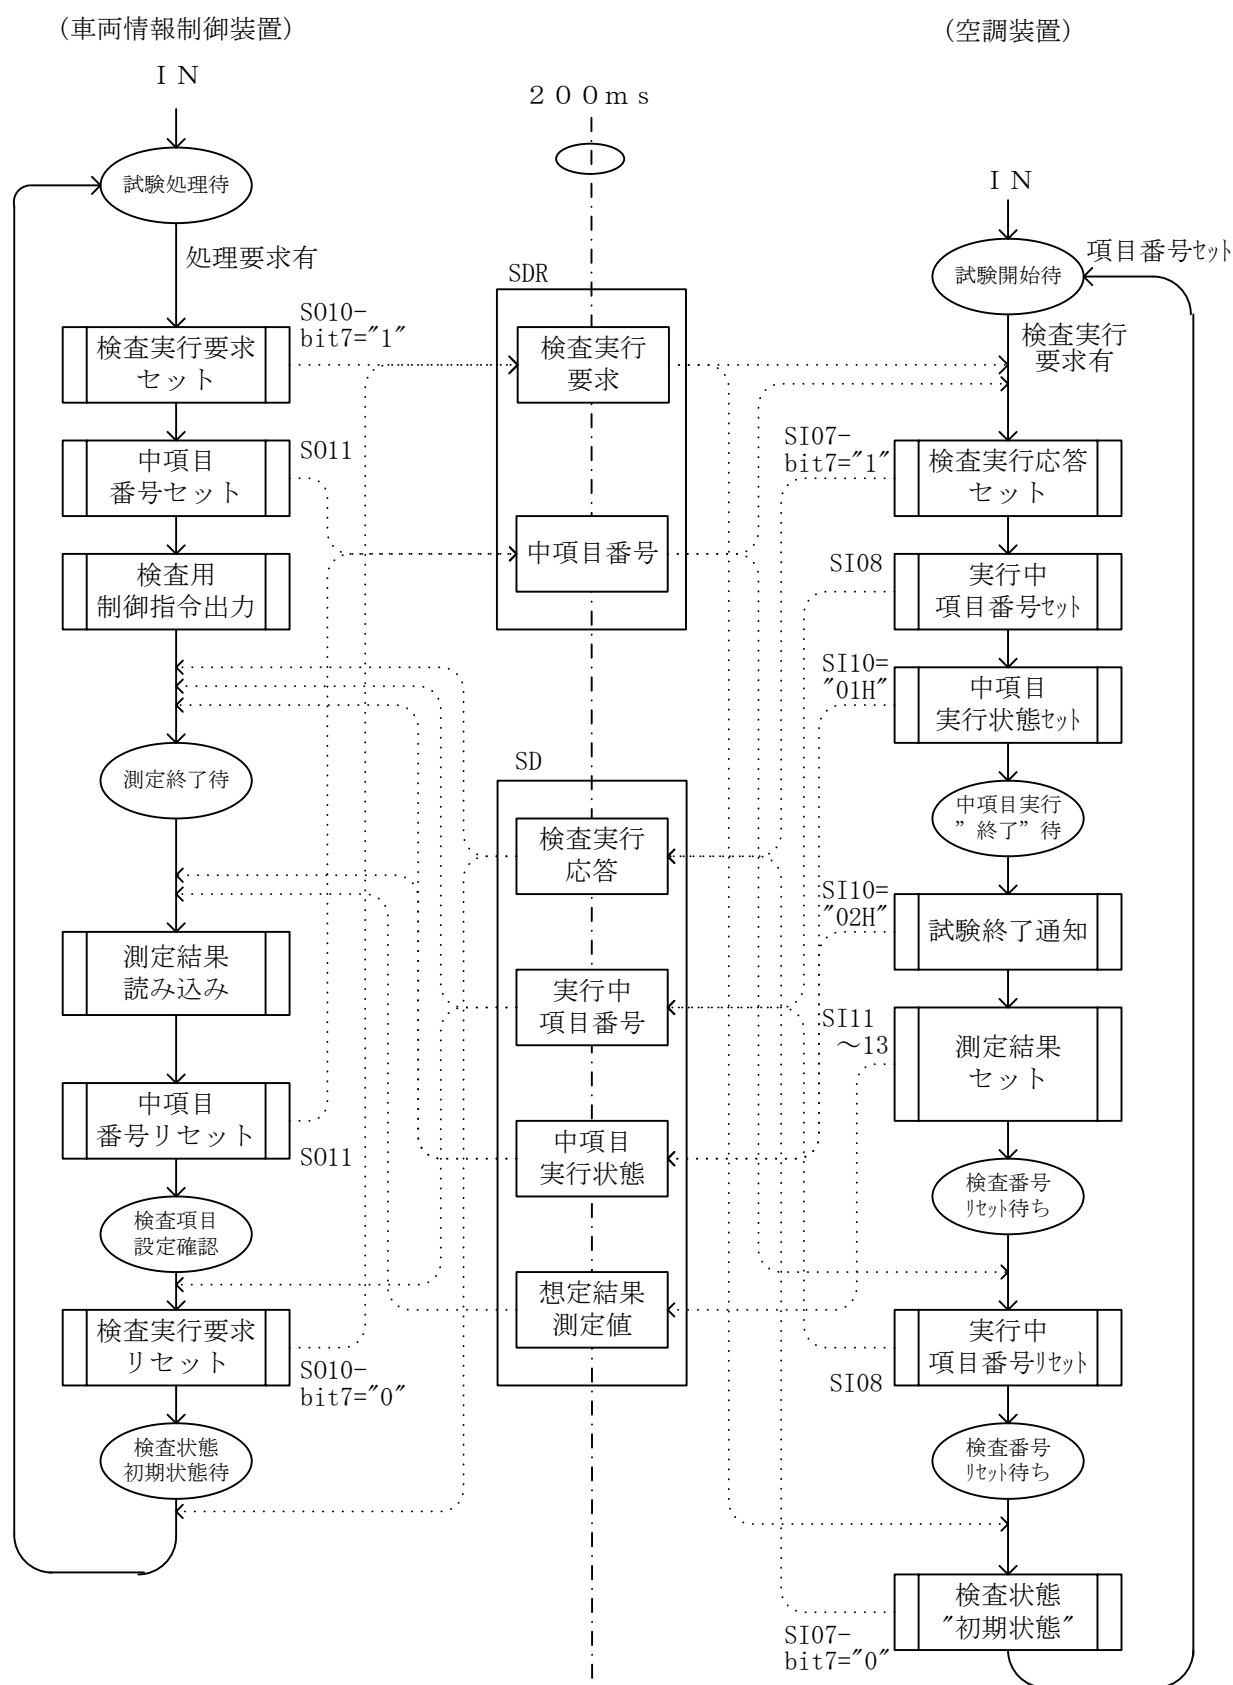 (車両情報制御装置)
IN
試験処理待
処理要求有
SO10-
bit7="1"
検査実行要求
セット
SO11
中項目
番号セット
検査用
制御指令出力
測定終了待
測定結果
読み込み
中項目
番号リセット
SO11
検査項目
設定確認
検査実行要求
リセット
SO10-
bit7="0"
検査状態
初期状態待
200ms
SDR
検査実行
要求
中項目番号
SD
検査実行
応答
実行中
項目番号
中項目
実行状態
想定結果
測定値
(空調装置)
IN
項目番号セット
試験開始待
検査実行
要求有
SI07-
bit7="1"
検査実行応答
セット
SI08
実行中
項目番号セット
SI10=
"01H"
中項目
実行状態セット
中項目実行
”終了”待
SI10=
"02H"
試験終了通知
SI11
～13
測定結果
セット
検査番号
リセット待ち
実行中
項目番号リセット
SI08
検査番号
リセット待ち
検査状態
"初期状態"
SI07-
bit7="0"